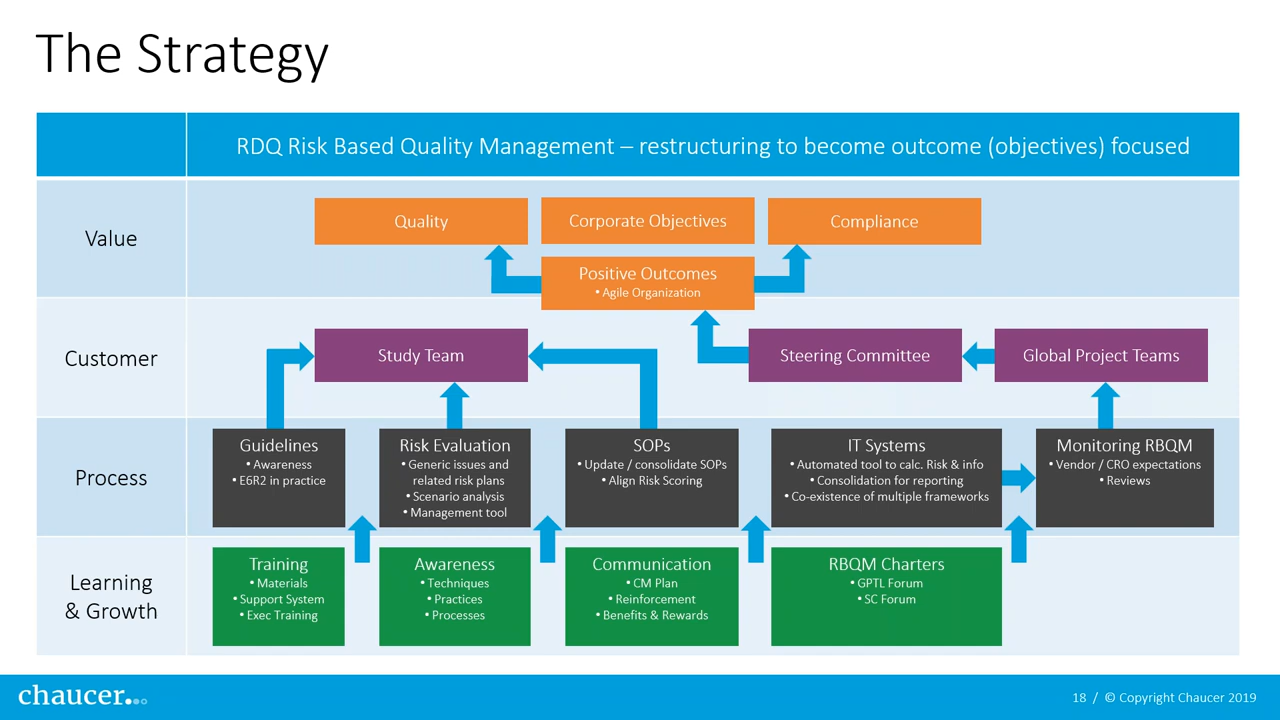 The Strategy
RDQ Risk Based Quality Management – restructuring to become outcome (objectives) focused
Value
Quality
Corporate Objectives
Compliance
Positive Outcomes
• Agile Organization
Customer
Study Team
Steering Committee
Global Project Teams
Process
Guidelines
• Awareness
• E6R2 in practice
Risk Evaluation
• Generic issues and
related risk plans
• Scenario analysis
• Management tool
SOPs
• Update / consolidate SOPs
• Align Risk Scoring
IT Systems
• Automated tool to calc. Risk & info
• Consolidation for reporting
• Co-existence of multiple frameworks
Monitoring RBQM
• Vendor / CRO expectations
• Reviews
Learning
& Growth
Training
• Materials
• Support System
• Exec Training
Awareness
• Techniques
• Practices
• Processes
Communication
• CM Plan
• Reinforcement
• Benefits & Rewards
RBQM Charters
• GPTL Forum
• SC Forum
chaucer...
18 / © Copyright Chaucer 2019